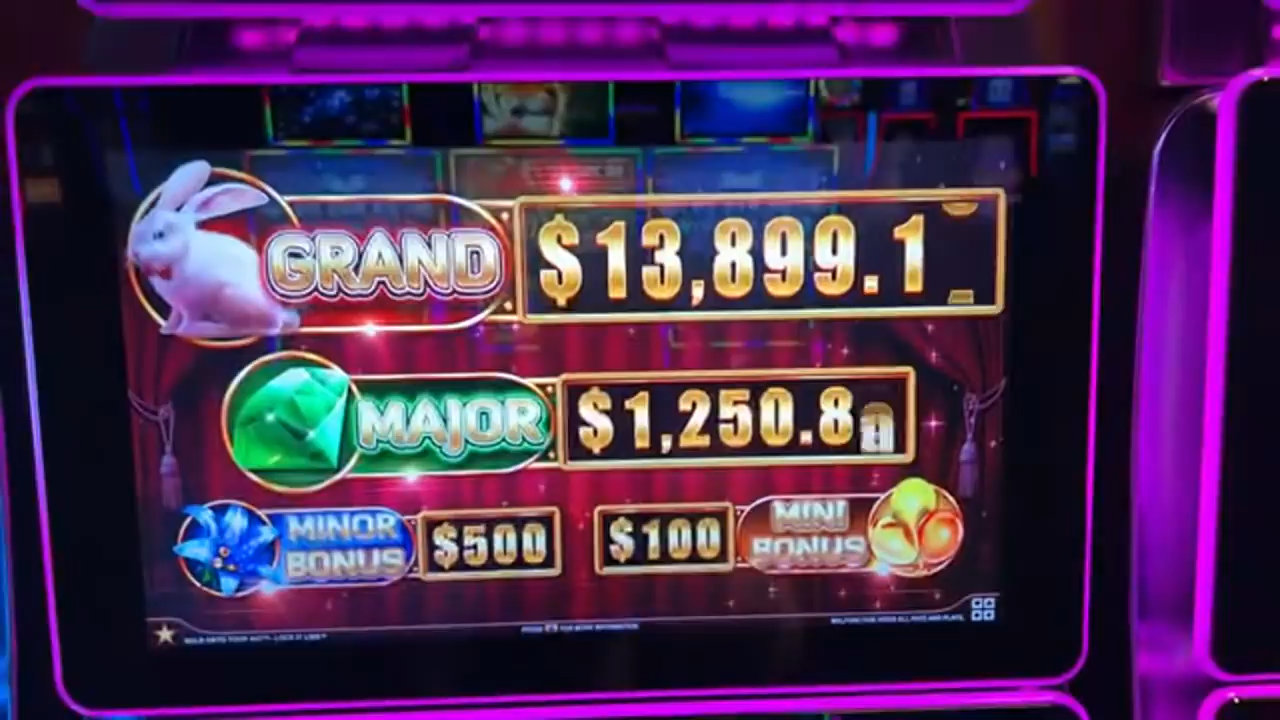 GRAND $13,899.1
MAJOR $1,250.8
MINOR BONUS $500
$100 MINI BONUS